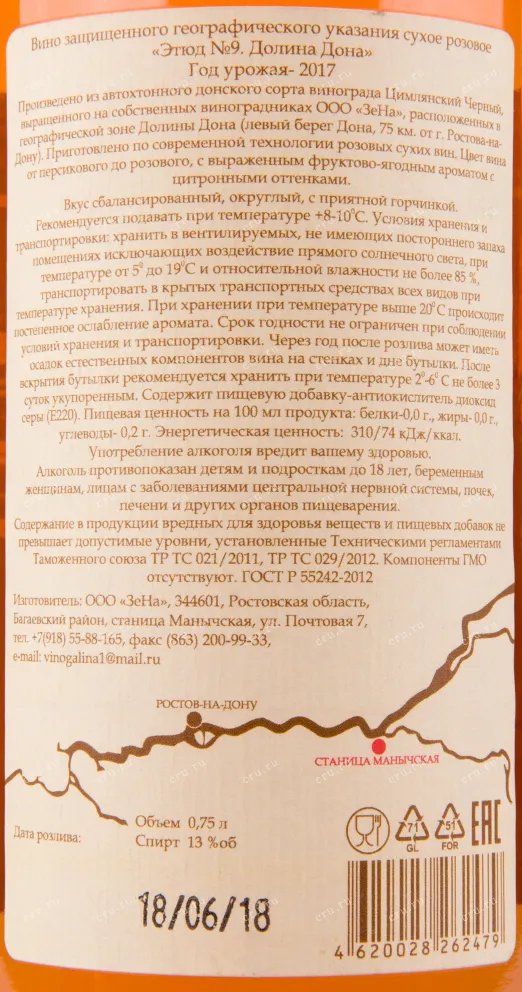 Вино защищенного географического указания сухое розовое
«Этюд №9. Долина Дона»
Год урожая- 2017
Произведено из автохтонного донского сорта винограда Цимлянский Черный,
выращенного на собственных виноградниках ООО «ЗеНа», расположенных в
географической зоне Долины Дона (левый берег Дона, 75 км. от г. Ростова-на-
Дону). Приготовлено по современной технологии розовых сухих вин. Цвет вина
от персикового до розового, с выраженным фруктово-ягодным ароматом с
цитронными оттенками.
Вкус сбалансированный, округлый, с приятной горчинкой.
Рекомендуется подавать при температуре +8-10⁰С. Условия хранения и
транспортировки: хранить в вентилируемых, не имеющих постороннего запаха
помещениях исключающих воздействие прямого солнечного света, при
температуре от 5⁰ до 19⁰С и относительной влажности не более 85 %,
транспортировать в крытых транспортных средствах всех видов при
температуре хранения. При хранении при температуре выше 20⁰ С происходит
постепенное ослабление аромата. Срок годности не ограничен при соблюдении
условий хранения и транспортировки. Через год после розлива может иметь
осадок естественных компонентов вина на стенках и дне бутылки. После
вскрытия бутылки рекомендуется хранить при температуре 2⁰-6⁰ С не более 3
суток укупоренным. Содержит пищевую добавку-антиокислитель диоксид
серы (Е220). Пищевая ценность на 100 мл продукта: белки-0,0 г., жиры- 0,0 г.,
углеводы- 0,2 г. Энергетическая ценность: 310/74 кДж/ккал.
Употребление алкоголя вредит вашему здоровью.
Алкоголь противопоказан детям и подросткам до 18 лет, беременным
женщинам, лицам с заболеваниями центральной нервной системы, почек,
печени и других органов пищеварения.
Содержание в продукции вредных для здоровья веществ и пищевых добавок не
превышает допустимые уровни, установленные Техническими регламентами
Таможенного союза ТР ТС 021/2011, ТР ТС 029/2012. Компоненты ГМО
отсутствуют. ГОСТ Р 55242-2012
Изготовитель: ООО «ЗеНа», 344601, Ростовская область,
Багаевский район, станица Манычская, ул. Почтовая 7,
тел. +7(918) 55-88-165, факс (863) 200-99-33,
e-mail: vinogalina1@mail.ru
РОСТОВ-НА-ДОНУ
СТАНИЦА МАНЫЧСКАЯ
Дата розлива:
Объем 0,75 л
Спирт 13 %об
71
GL
51
FOR
EAC
18/06/18
4 620028 262479